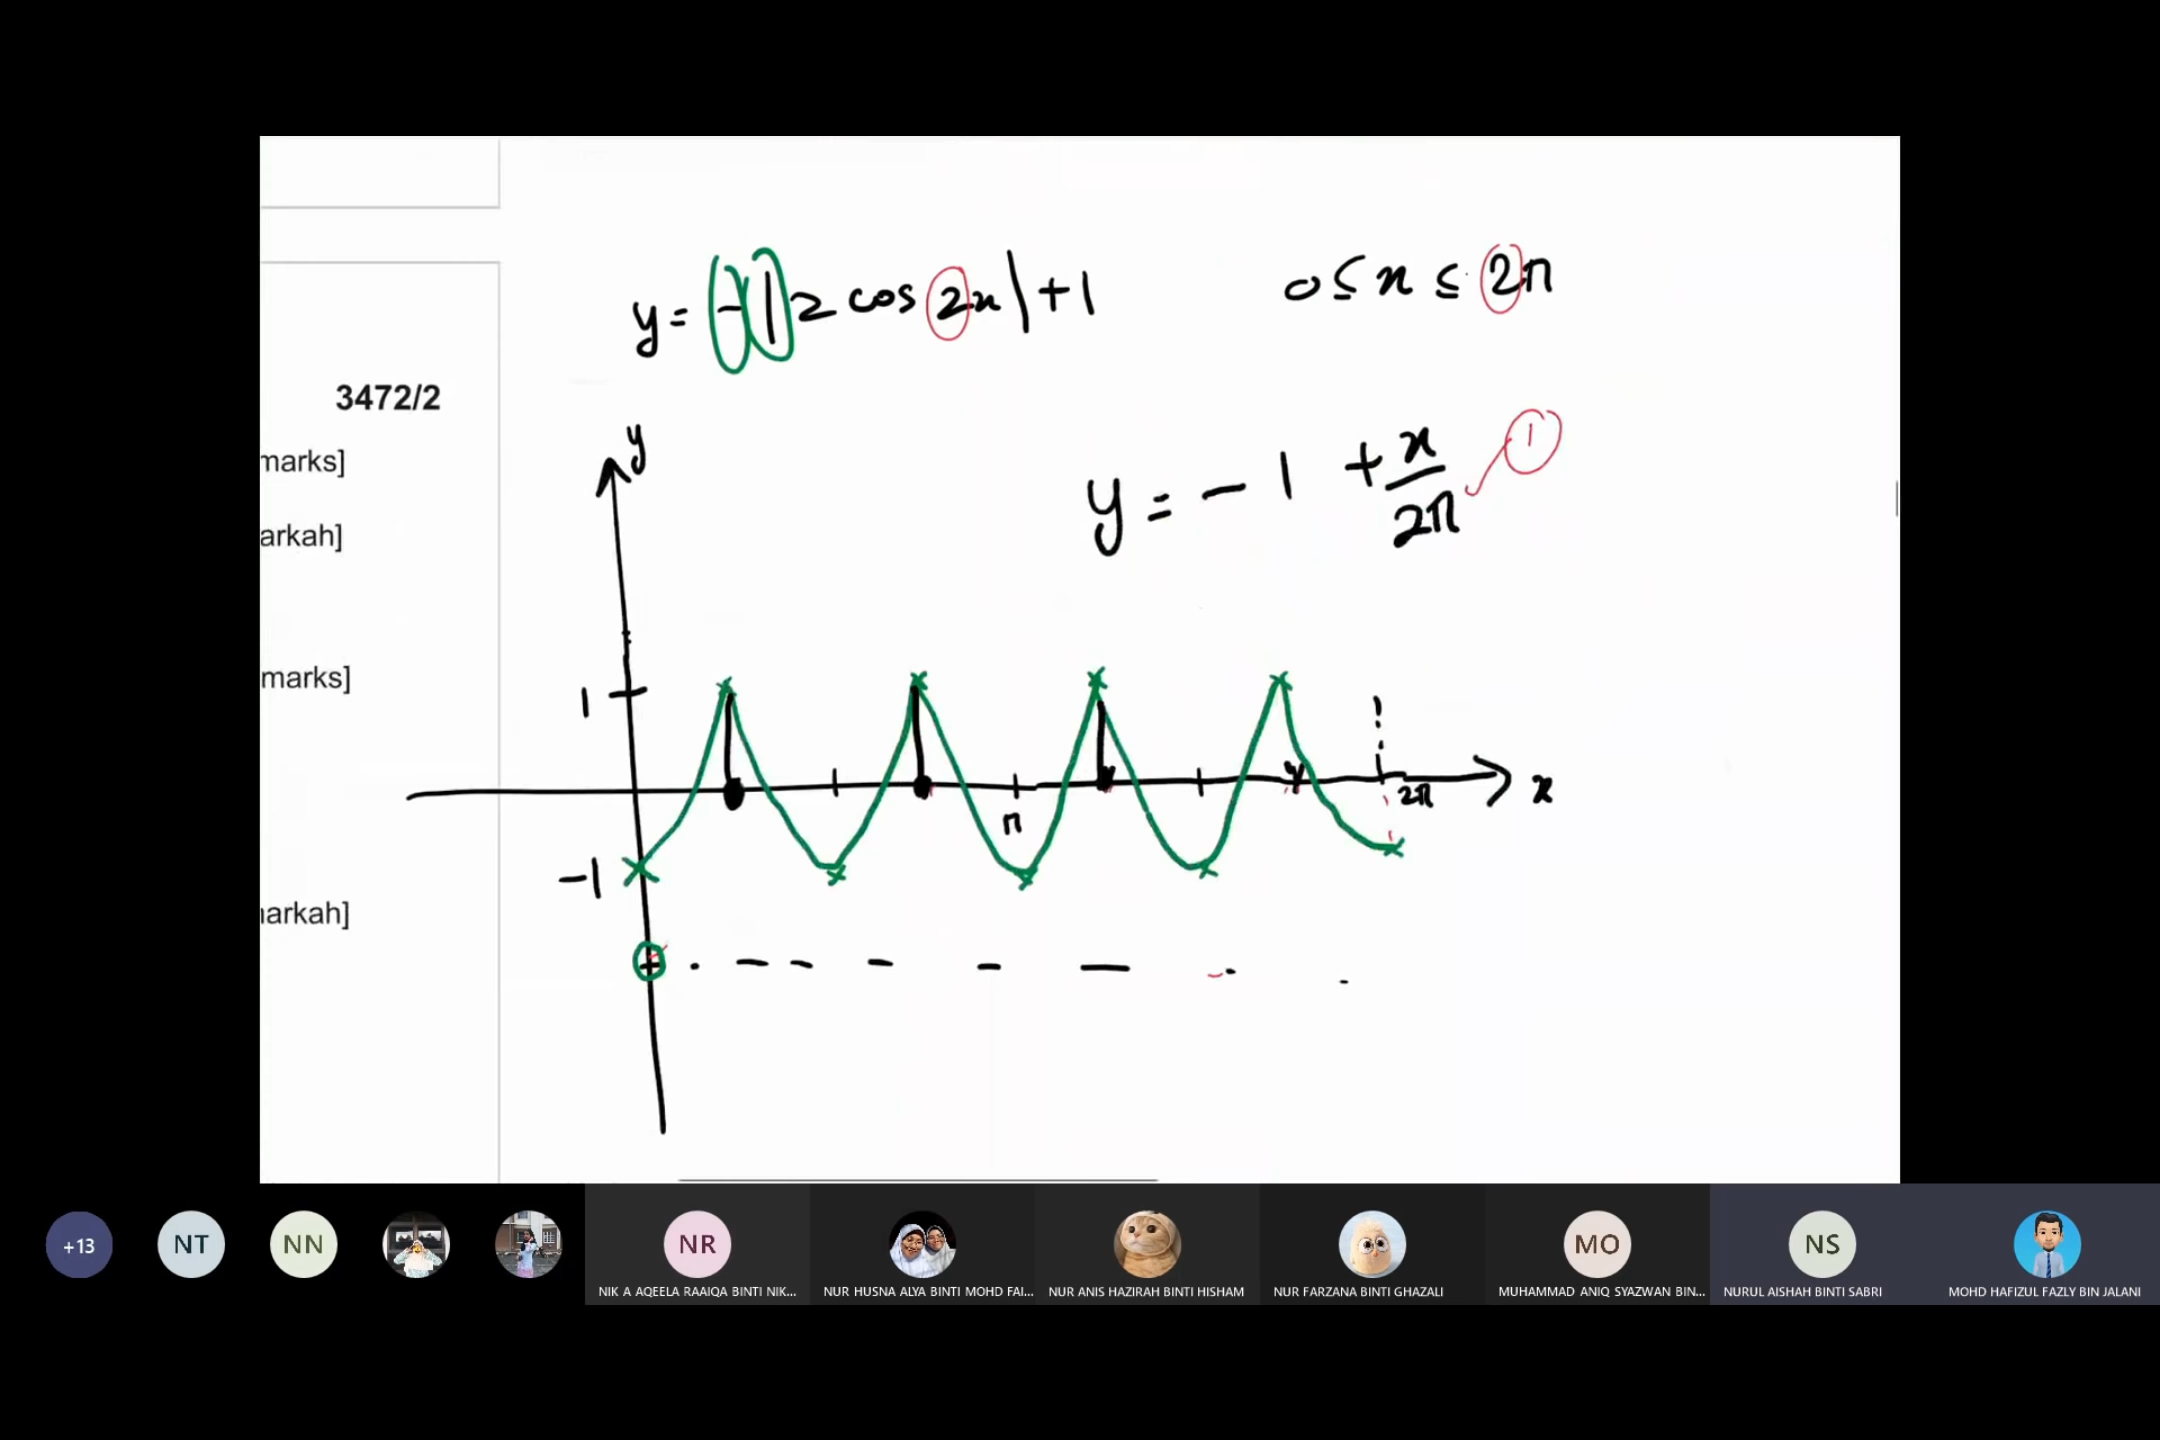 y = -|2 cos 2x| + 1
0 ≤ x ≤ 2π
3472/2
marks]
arkah]
marks]
arkah]
y = -1 + x/2π
1
y
1
-1
π
2π
x
+13
NT
NN
NR
MO
NS
NIK A AQEELA RAAIQA BINTI NIK...
NUR HUSNA ALYA BINTI MOHD FAI...
NUR ANIS HAZIRAH BINTI HISHAM
NUR FARZANA BINTI GHAZALI
MUHAMMAD ANIQ SYAZWAN BIN...
NURUL AISHAH BINTI SABRI
MOHD HAFIZUL FAZLY BIN JALANI